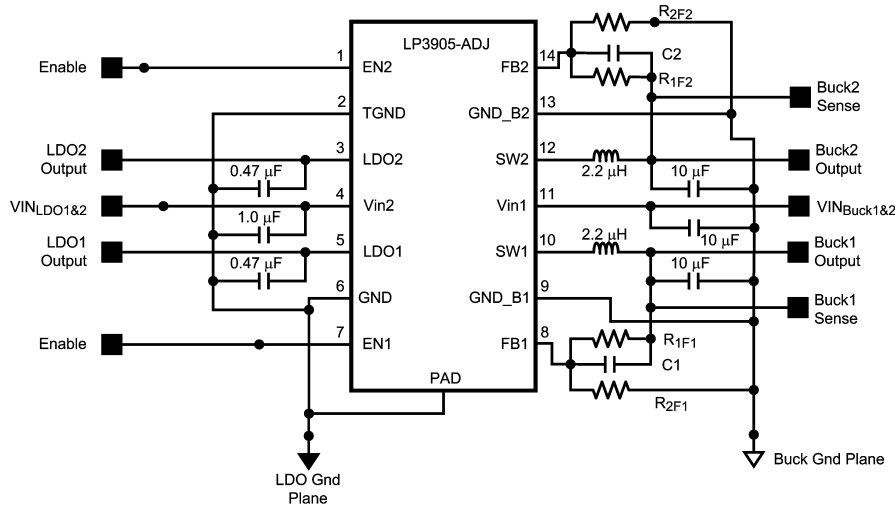 R2F2
1
LP3905-ADJ
14
C2
Enable
EN2
FB2
R1F2
2
13
Buck2
Sense
TGND
GND_B2
LDO2
Output
0.47 µF
3
LDO2
12
SW2
2.2 µH
10 µF
Buck2
Output
VINLDO1&2
1.0 µF
4
Vin2
11
Vin1
VINBuck1&2
LDO1
Output
0.47 µF
5
LDO1
10
SW1
2.2 µH
10 µF
10 µF
Buck1
Output
6
GND
9
GND_B1
Buck1
Sense
Enable
7
EN1
8
FB1
R1F1
C1
PAD
R2F1
LDO Gnd
Plane
Buck Gnd Plane